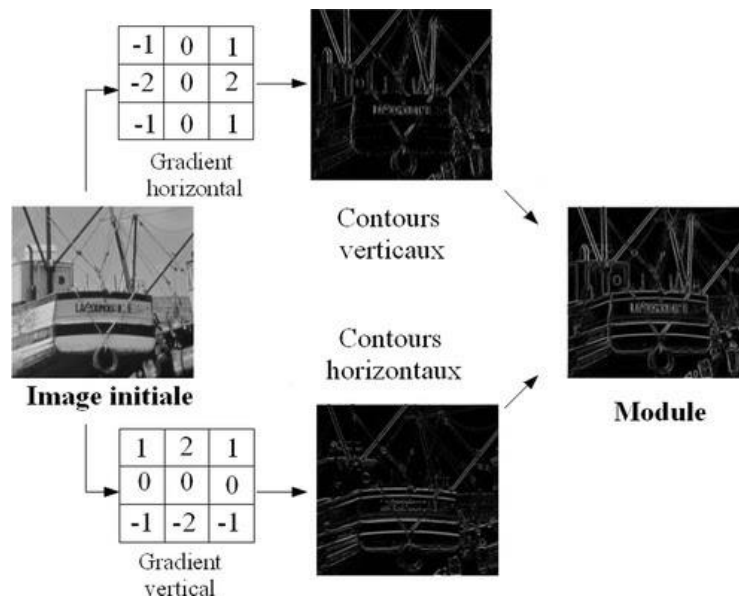 -1 0 1
-2 0 2
-1 0 1
Gradient
horizontal
Contours
verticaux
Image initiale
Contours
horizontaux
Module
1 2 1
0 0 0
-1 -2 -1
Gradient
vertical